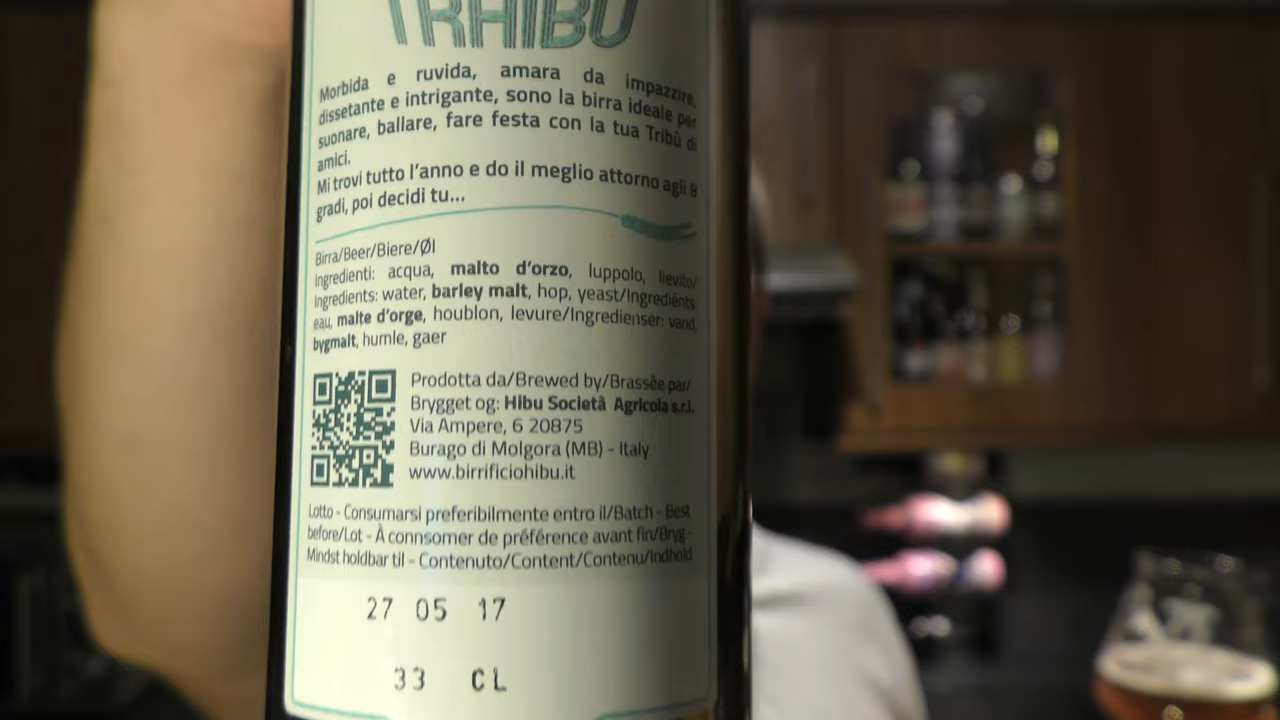 TRHIBU
Morbida e ruvida, amara da impazzire,
dissetante e intrigante, sono la birra ideale per
suonare, ballare, fare festa con la tua Tribù di
amici.
Mi trovi tutto l'anno e do il meglio attorno agli 8
gradi, poi decidi tu...
Birra/Beer/Biere/Øl
ingredienti: acqua, malto d'orzo, luppolo, lievito/
ingredients: water, barley malt, hop, yeast/Ingrediénts
eau, malte d'orge, houblon, levure/Ingredienser: vand,
bygmalt, humle, gaer
Prodotta da/Brewed by/Brassèe par/
Brygget og: Hibu Società Agricola s.r.l.
Via Ampere, 6 20875
Burago di Molgora (MB) - Italy
www.birrificiohibu.it
Lotto - Consumarsi preferibilmente entro il/Batch - Best
before/Lot - À connsomer de préférence avant fin/Bryg -
Mindst holdbar til - Contenuto/Content/Contenu/Indhold
27 05 17
33 CL